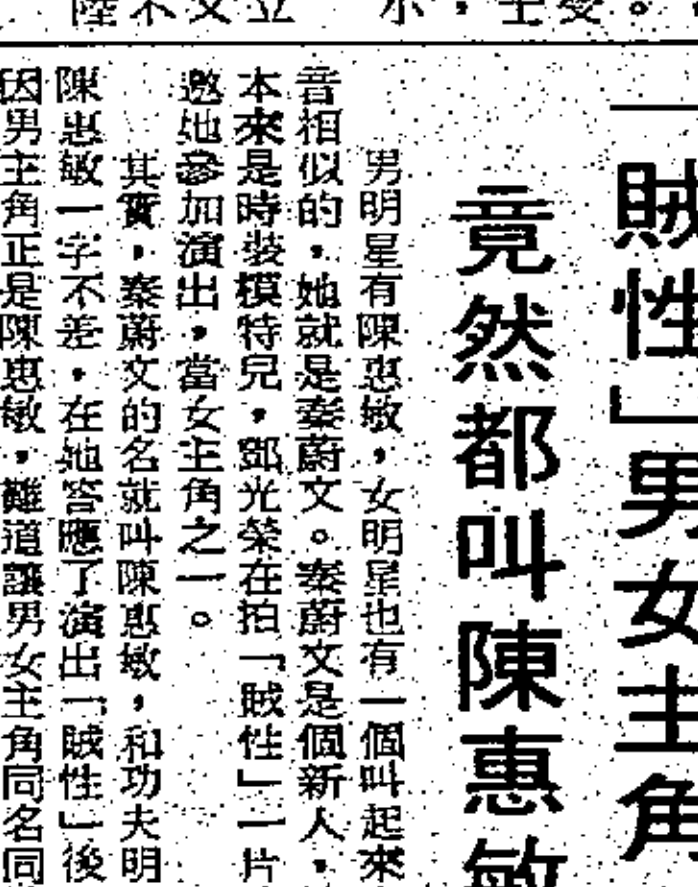 「賊性」男女主角
竟然都叫陳惠敏
男明星有陳惠敏，女明星也有一個叫起來
音相似的，她就是秦蔚文。秦蔚文是個新人，
本來是時裝模特兒，鄧光榮在拍「賊性」一片
邀她參加演出，當女主角之一。
其實，秦蔚文的名就叫陳惠敏，和功夫明
陳惠敏一字不差，在她答應了演出「賊性」後
因男主角正是陳惠敏，難道讓男女主角同名同